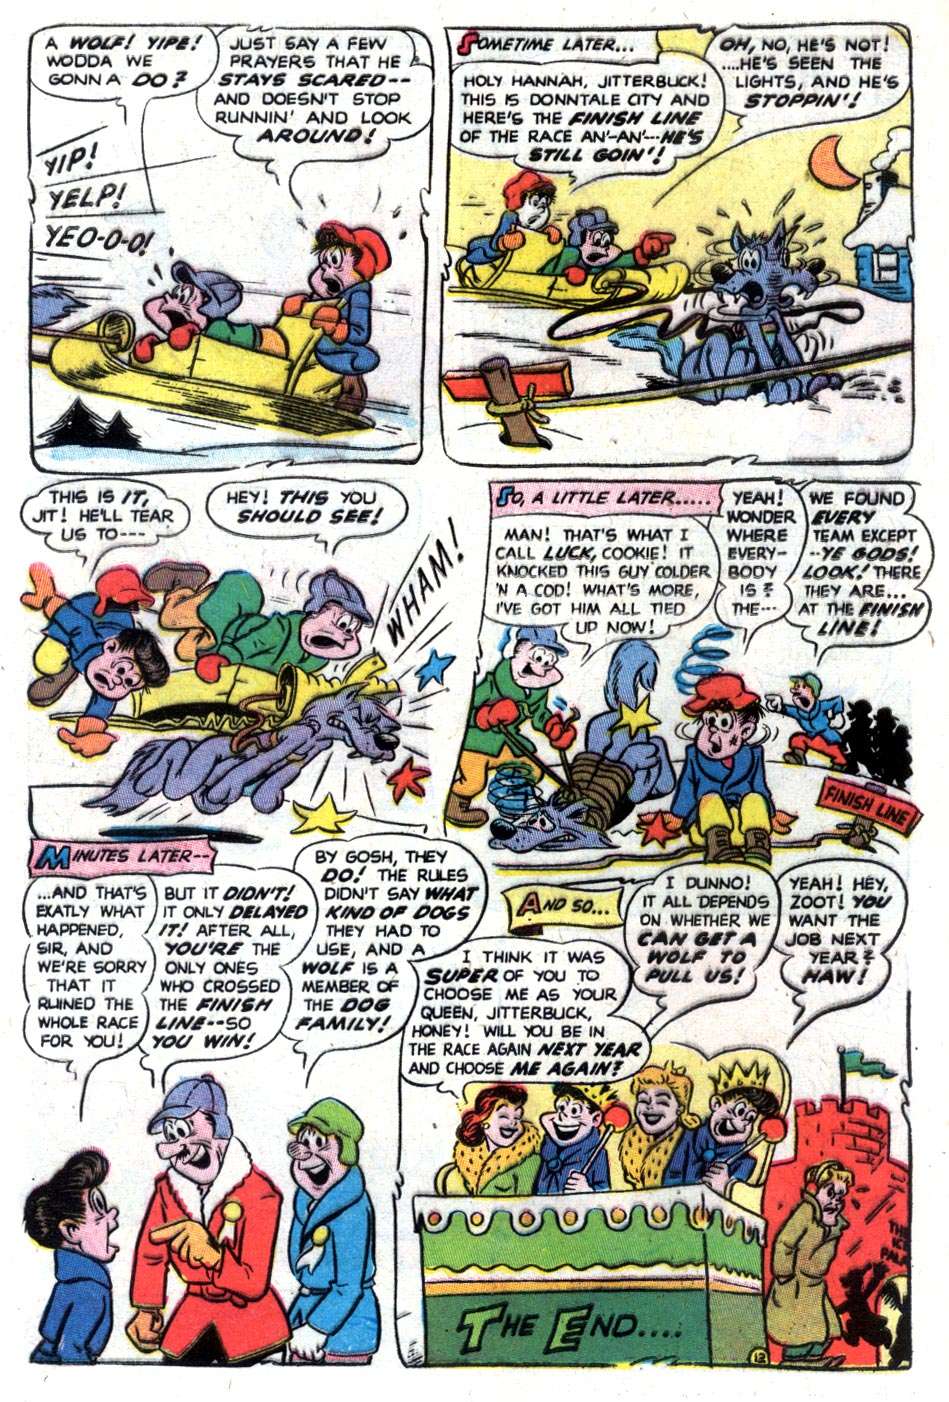 A WOLF! YIPE!
WODDA WE
GONNA DO?
JUST SAY A FEW
PRAYERS THAT HE
STAYS SCARED--
AND DOESN'T STOP
RUNNIN' AND LOOK
AROUND!
YIP!
YELP!
YEO-O-O!
SOMETIME LATER...
HOLY HANNAH, JITTERBUCK!
THIS IS DONNTALE CITY AND
HERE'S THE FINISH LINE
OF THE RACE AN'-AN'---HE'S
STILL GOIN'!
OH, NO, HE'S NOT!
....HE'S SEEN THE
LIGHTS, AND HE'S
STOPPIN'!
THIS IS IT,
JIT! HE'LL TEAR
US TO---
HEY! THIS YOU
SHOULD SEE!
WHAM!
SO, A LITTLE LATER.....
MAN! THAT'S WHAT I
CALL LUCK, COOKIE! IT
KNOCKED THIS GUY COLDER
'N A COD! WHAT'S MORE,
I'VE GOT HIM ALL TIED
UP NOW!
YEAH!
WONDER
WHERE
EVERY-
BODY
IS?
THE---
WE FOUND
EVERY
TEAM EXCEPT
--YE GODS!
LOOK! THERE
THEY ARE...
AT THE FINISH
LINE!
FINISH LINE
MINUTES LATER--
...AND THAT'S
EXATLY WHAT
HAPPENED,
SIR, AND
WE'RE SORRY
THAT IT
RUINED THE
WHOLE RACE
FOR YOU!
BUT IT DIDN'T!
IT ONLY DELAYED
IT! AFTER ALL,
YOU'RE THE
ONLY ONES
WHO CROSSED
THE FINISH
LINE--SO
YOU WIN!
BY GOSH, THEY
DO! THE RULES
DIDN'T SAY WHAT
KIND OF DOGS
THEY HAD TO
USE, AND A
WOLF IS A
MEMBER OF
THE DOG
FAMILY!
AND SO...
I THINK IT WAS
SUPER OF YOU TO
CHOOSE ME AS YOUR
QUEEN, JITTERBUCK,
HONEY! WILL YOU BE IN
THE RACE AGAIN NEXT YEAR
AND CHOOSE ME AGAIN?
I DUNNO!
IT ALL DEPENDS
ON WHETHER WE
CAN GET A
WOLF TO
PULL US!
YEAH! HEY,
ZOOT! YOU
WANT THE
JOB NEXT
YEAR?
HAW!
THE
ICE
PALACE
THE END....
12